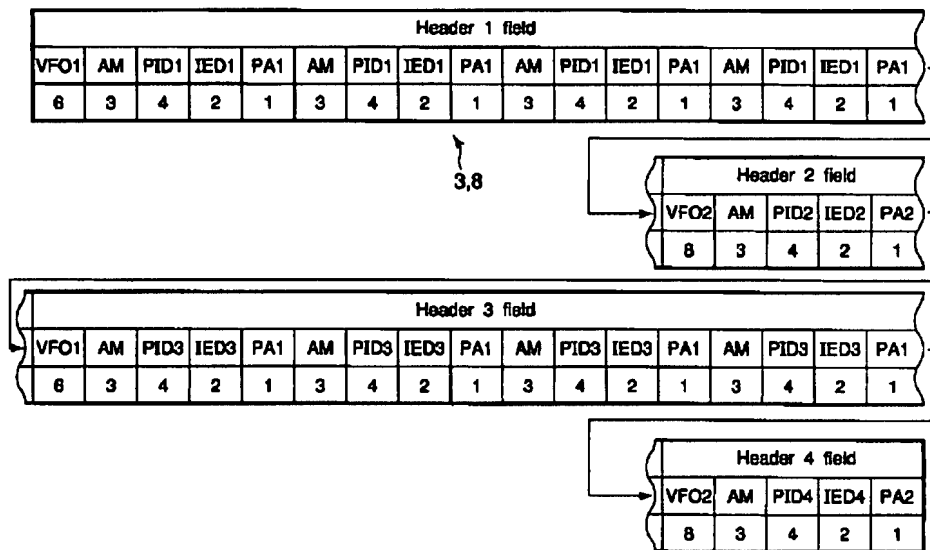 Header 1 field
VFO1 AM PID1 IED1 PA1 AM PID1 IED1 PA1 AM PID1 IED1 PA1 AM PID1 IED1 PA1
6 3 4 2 1 3 4 2 1 3 4 2 1 3 4 2 1
3,8
Header 2 field
VFO2 AM PID2 IED2 PA2
8 3 4 2 1
Header 3 field
VFO1 AM PID3 IED3 PA1 AM PID3 IED3 PA1 AM PID3 IED3 PA1 AM PID3 IED3 PA1
6 3 4 2 1 3 4 2 1 3 4 2 1 3 4 2 1
Header 4 field
VFO2 AM PID4 IED4 PA2
8 3 4 2 1